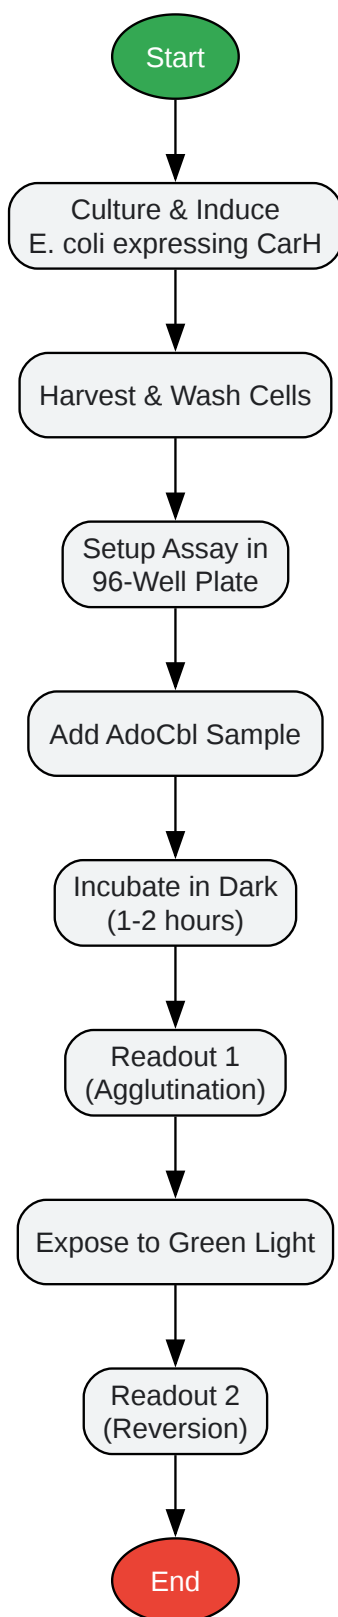 Start
Culture & Induce
E. coli expressing CarH
Harvest & Wash Cells
Setup Assay in
96-Well Plate
Add AdoCbl Sample
Incubate in Dark
(1-2 hours)
Readout 1
(Agglutination)
Expose to Green Light
Readout 2
(Reversion)
End